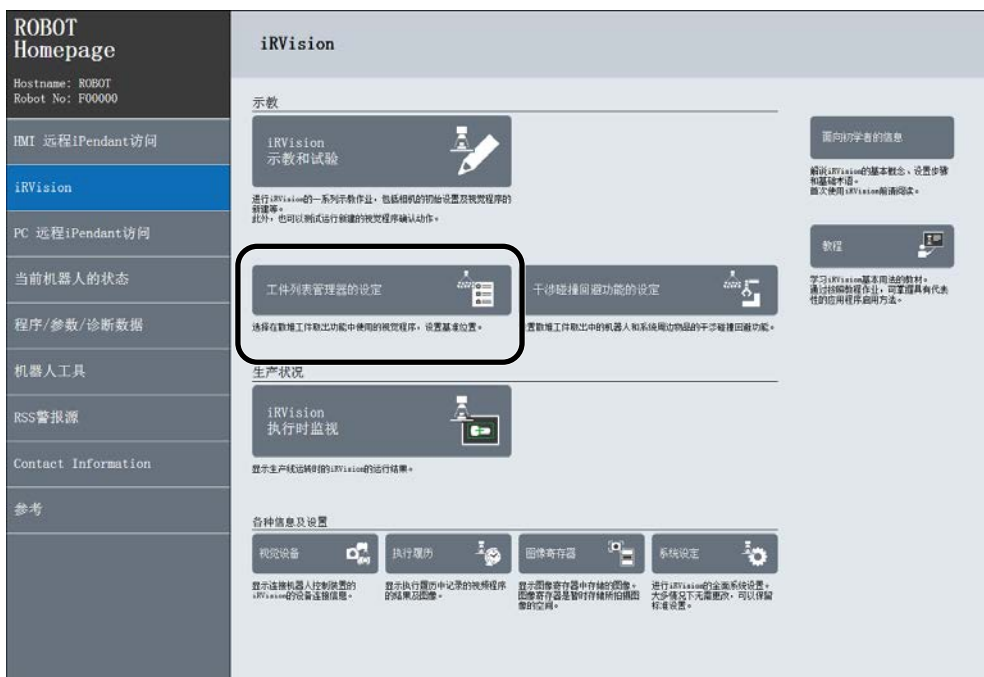 ROBOT
Homepage
Hostname: ROBOT
Robot No: F00000
HMI 远程iPendant访问
iRVision
PC 远程iPendant访问
当前机器人的状态
程序/参数/诊断数据
机器人工具
RSS警报源
Contact Information
参考
iRVision
示教
iRVision
示教和试验
进行iRVision的一系列示教作业，包括相机的初始设置及视觉程序的
新建等。
此外，也可以测试运行新建的视觉程序确认动作。
工件列表管理器的设定
选择在散堆工件取出功能中使用的视觉程序，设置基准位置。
干涉碰撞回避功能的设定
置散堆工件取出中的机器人和系统周边物品的干涉碰撞回避功能。
生产状况
iRVision
执行时监视
显示生产线运转时的iRVision的运行结果。
各种信息及设置
视觉设备
显示连接机器人控制装置的
iRVision的设备连接信息。
执行履历
显示执行履历中记录的视频程序
的结果及图像。
图像寄存器
显示图像寄存器中存储的图像。
图像寄存器是暂时存储所拍摄图
像的空间。
系统设定
进行iRVision的全面系统设置。
大多情况下无需更改，可以保留
标准设置。
面向初学者的信息
解说iRVision的基本概念、设置步骤
和基础术语。
首次使用iRVision前请阅读。
教程
学习iRVision基本用法的教材。
通过按照教程作业，可掌握具有代表
性的应用程序启用方法。